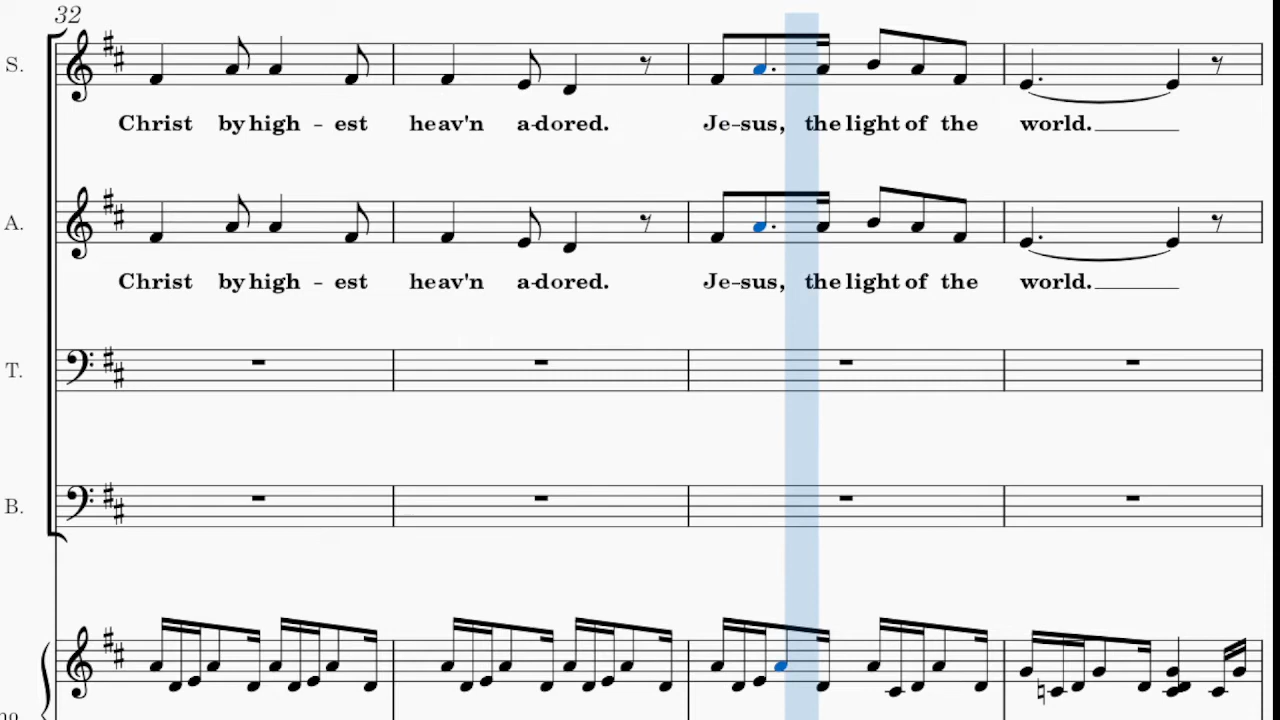 32
S.
Christ by high - est heav'n a-dored. Je-sus, the light of the world.
A.
Christ by high - est heav'n a-dored. Je-sus, the light of the world.
T.
B.